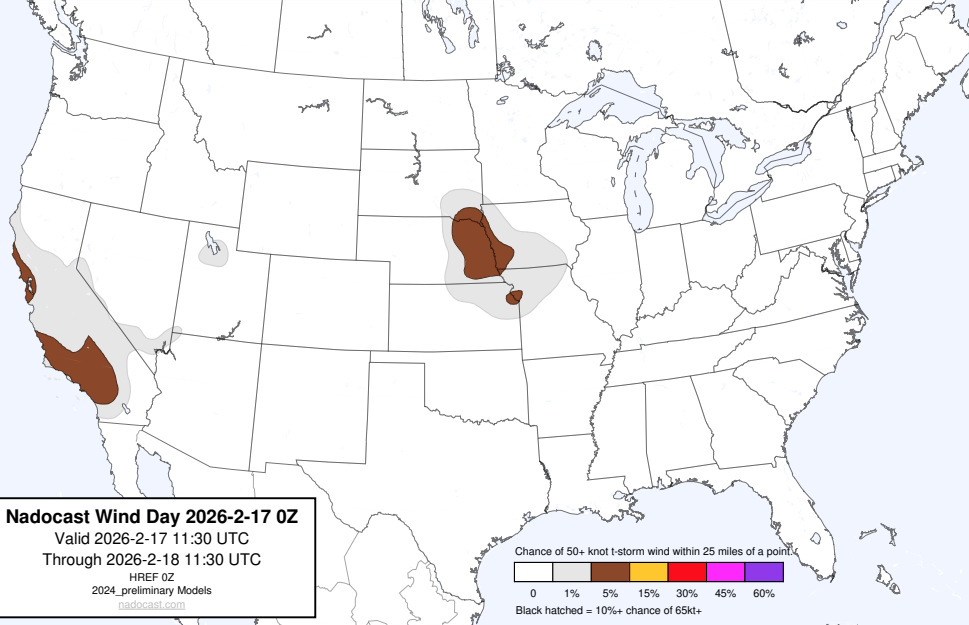 Nadocast Wind Day 2026-2-17 0Z
Valid 2026-2-17 11:30 UTC
Through 2026-2-18 11:30 UTC
HREF 0Z
2024_preliminary Models
nadocast.com
Chance of 50+ knot t-storm wind within 25 miles of a point.
0 1% 5% 15% 30% 45% 60%
Black hatched = 10%+ chance of 65kt+